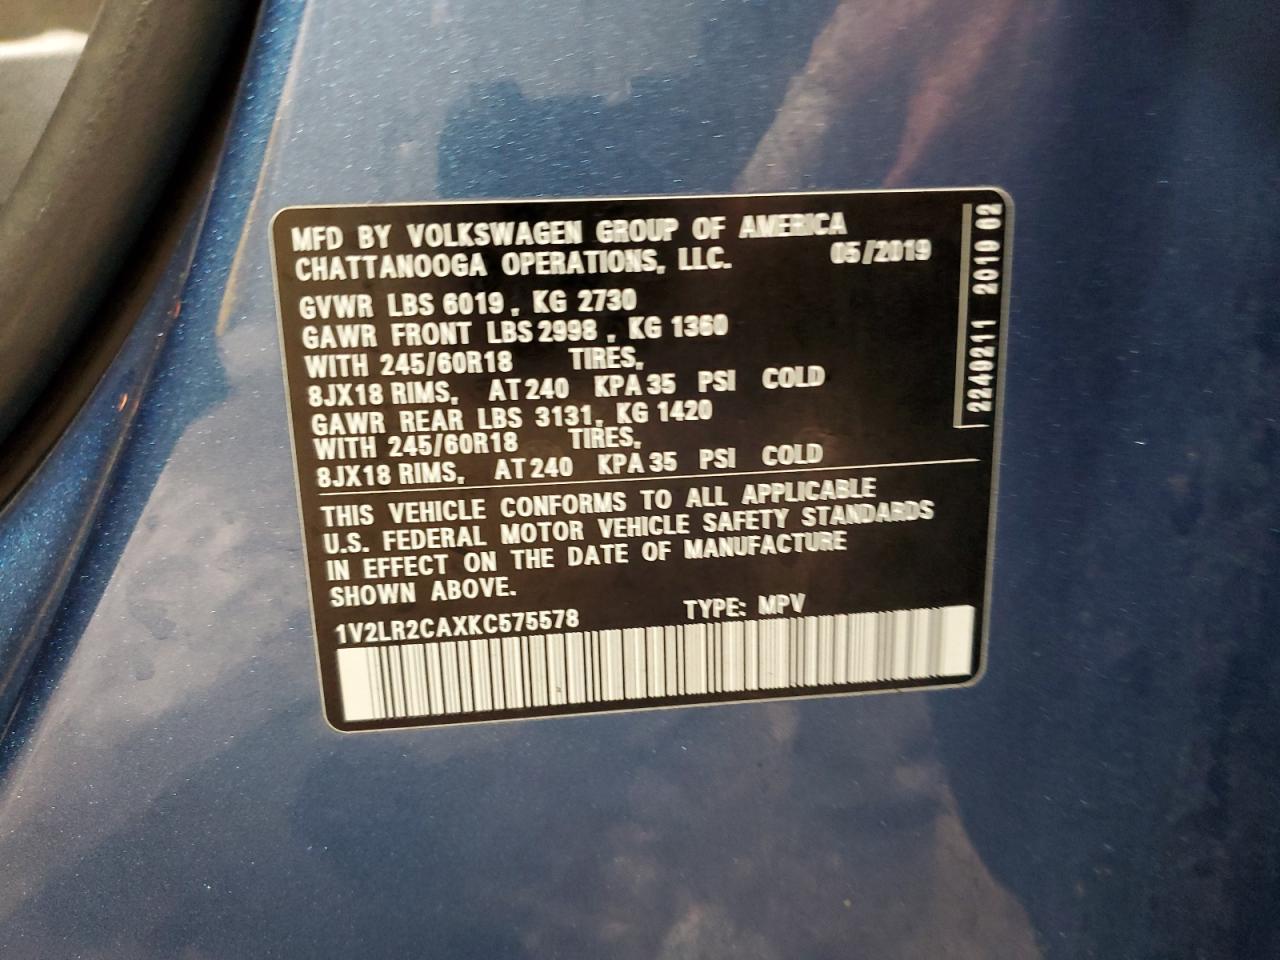 MFD BY VOLKSWAGEN GROUP OF AMERICA
CHATTANOOGA OPERATIONS, LLC. 05/2019
GVWR LBS 6019, KG 2730
GAWR FRONT LBS 2998, KG 1360
WITH 245/60R18 TIRES,
8JX18 RIMS, AT 240 KPA 35 PSI COLD
GAWR REAR LBS 3131, KG 1420
WITH 245/60R18 TIRES,
8JX18 RIMS, AT 240 KPA 35 PSI COLD
THIS VEHICLE CONFORMS TO ALL APPLICABLE
U.S. FEDERAL MOTOR VEHICLE SAFETY STANDARDS
IN EFFECT ON THE DATE OF MANUFACTURE
SHOWN ABOVE.
1V2LR2CAXKC575578 TYPE: MPV
2249211 2010 02